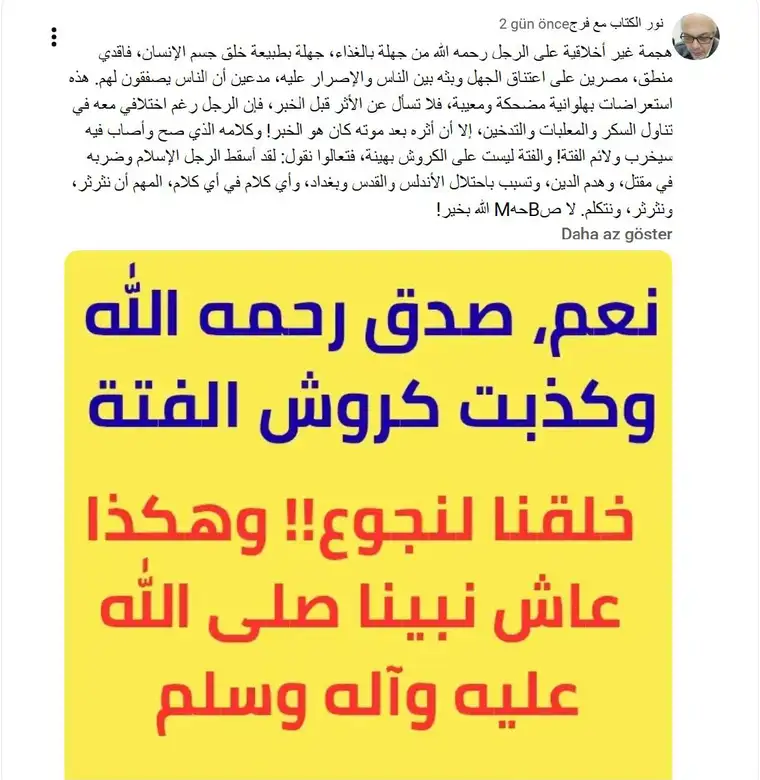 نور الكتاب مع فرج2 gün önce
هجمة غير أخلاقية على الرجل رحمه الله من جهلة بالغذاء، جهلة بطبيعة خلق جسم الإنسان، فاقدي
منطق، مصرين على اعتناق الجهل وبثه بين الناس والإصرار عليه، مدعين أن الناس يصفقون لهم. هذه
استعراضات بهلوانية مضحكة ومعيبة، فلا تسأل عن الأثر قبل الخبر، فإن الرجل رغم اختلافي معه في
تناول السكر والمعلبات والتدخين، إلا أن أثره بعد موته كان هو الخبر! وكلامه الذي صح وأصاب فيه
سيخرب ولائم الفتة! والفتة ليست على الكروش بهينة، فتعالوا نقول: لقد أسقط الرجل الإسلام وضربه
في مقتل، وهدم الدين، وتسبب باحتلال الأندلس والقدس وبغداد، وأي كلام في أي كلام، المهم أن نثرثر،
ونثرثر، ونتكلم. لا صBحهM الله بخير!
Daha az göster
نعم، صدق رحمه الله
وكذبت كروش الفتة
خلقنا لنجوع!! وهكذا
عاش نبينا صلى الله
عليه وآله وسلم